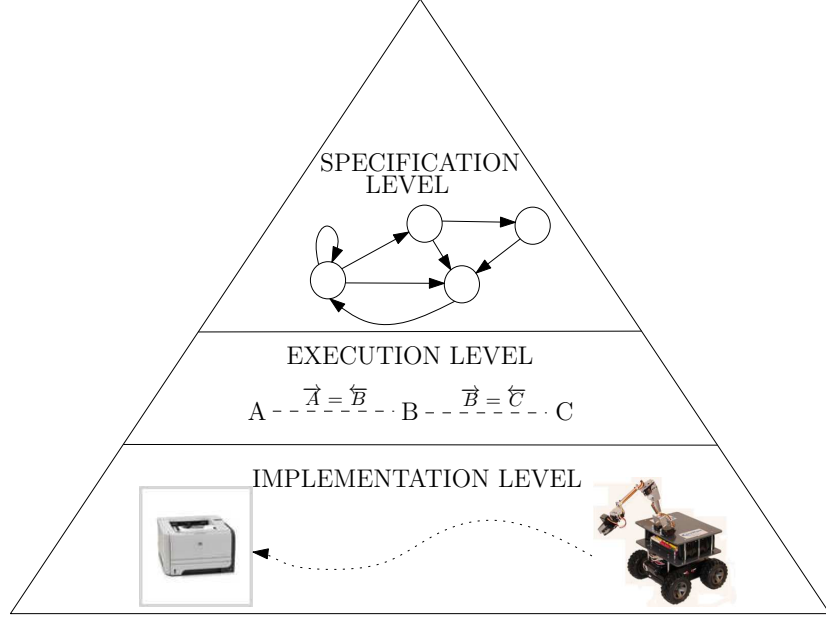 SPECIFICATION
LEVEL
EXECUTION LEVEL
A⃗ = B⃖ B⃗ = C⃖
A B C
IMPLEMENTATION LEVEL